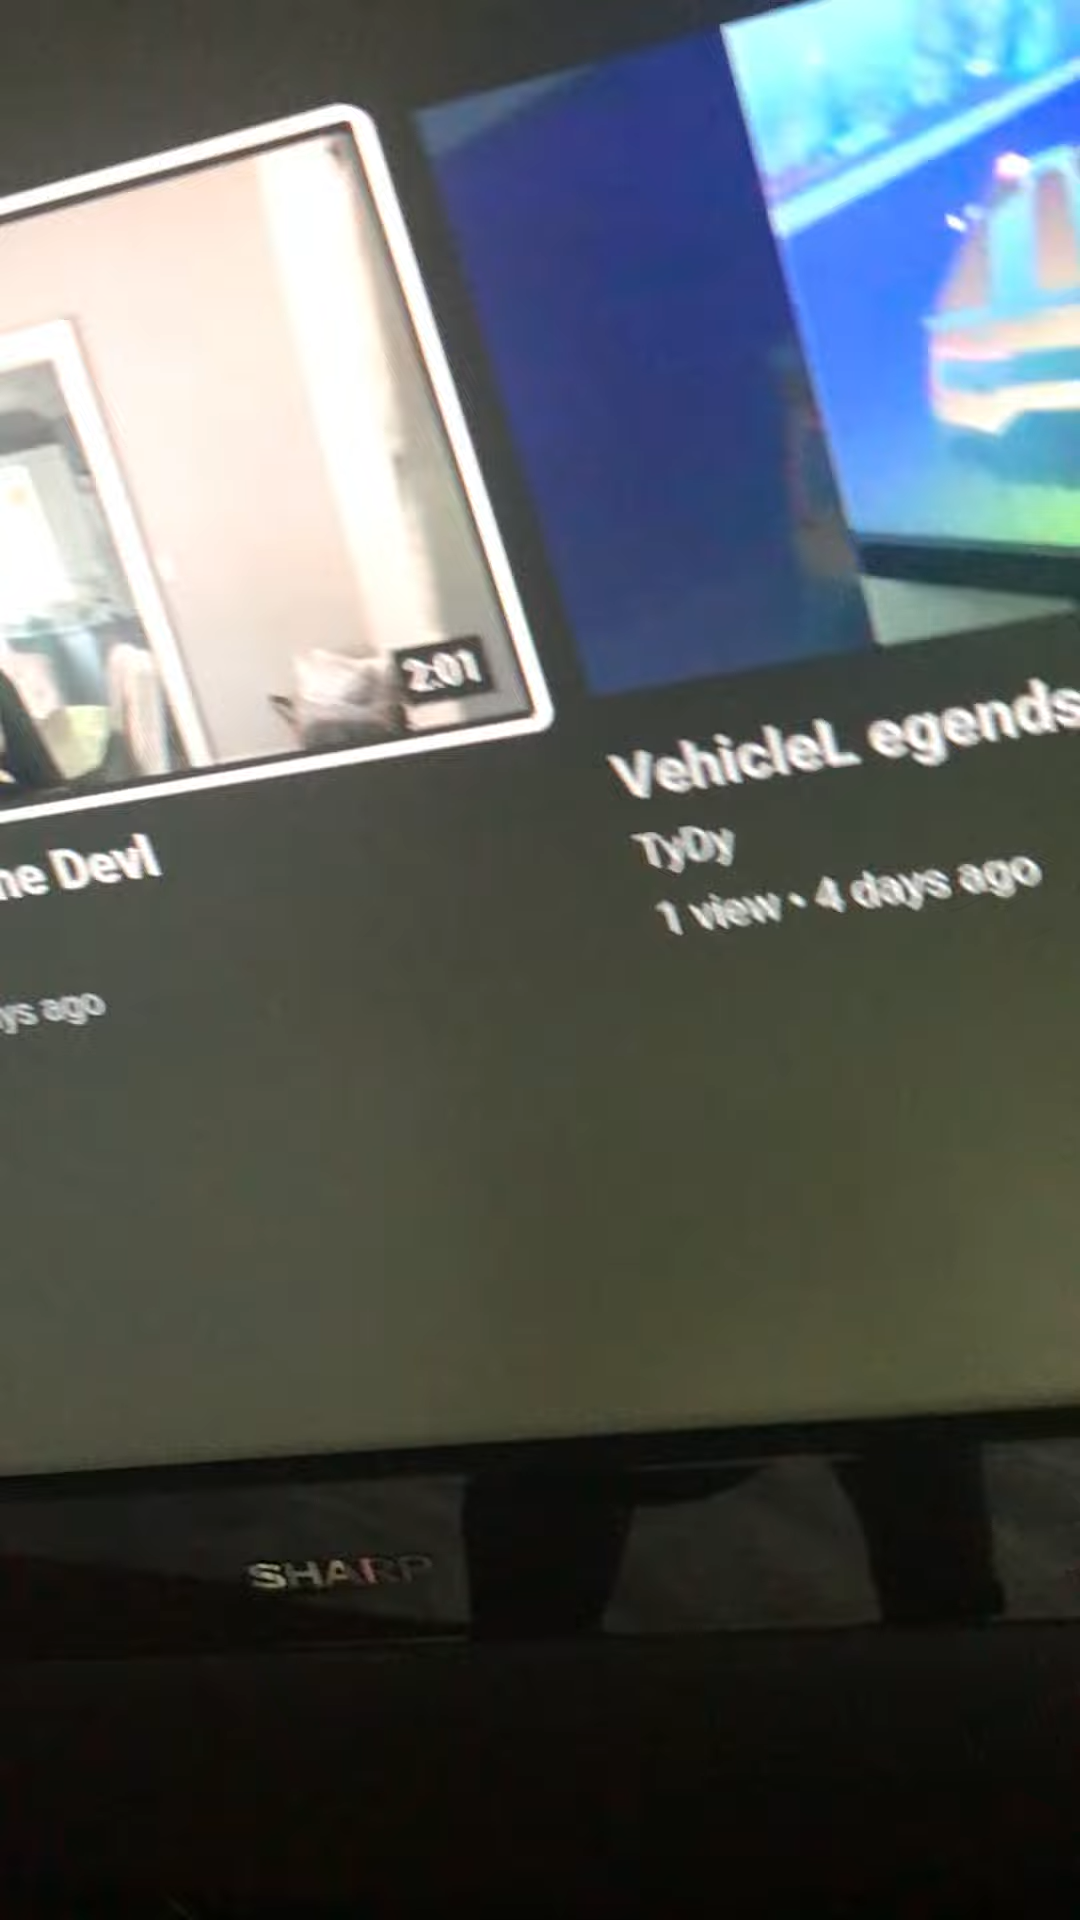 2:01
ne Devl
ys ago
VehicleL egends
TyDy
1 view • 4 days ago
SHARP